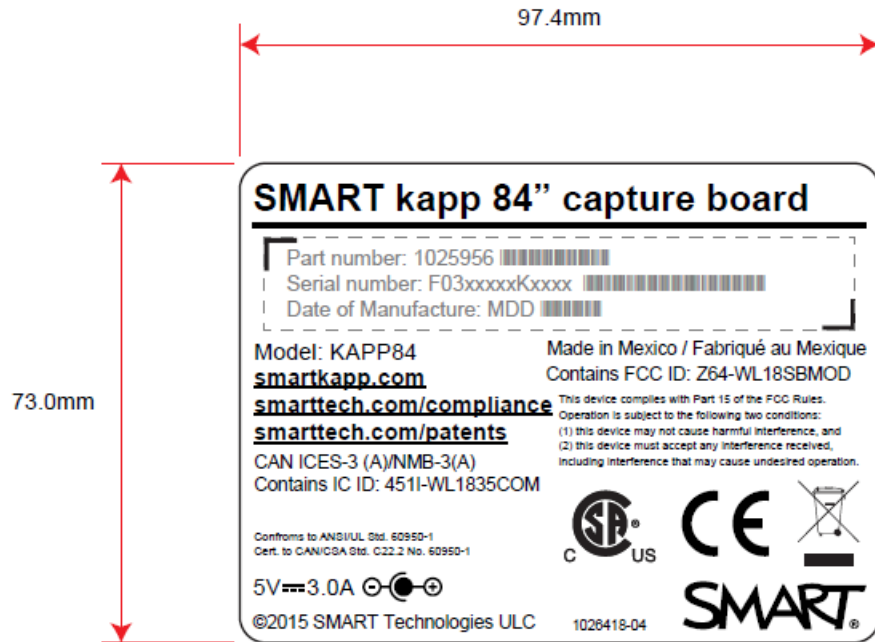 97.4mm
73.0mm
SMART kapp 84” capture board
Part number: 1025956
Serial number: F03xxxxxKxxxx
Date of Manufacture: MDD
Model: KAPP84
smartkapp.com
smarttech.com/compliance
smarttech.com/patents
CAN ICES-3 (A)/NMB-3(A)
Contains IC ID: 451I-WL1835COM
Confroms to ANSI/UL Std. 60950-1
Cert. to CAN/CSA Std. C22.2 No. 60950-1
5V 3.0A
©2015 SMART Technologies ULC
Made in Mexico / Fabriqué au Mexique
Contains FCC ID: Z64-WL18SBMOD
This device complies with Part 15 of the FCC Rules.
Operation is subject to the following two conditions:
(1) this device may not cause harmful interference, and
(2) this device must accept any interference received,
including interference that may cause undesired operation.
C SA ® US
CE
1026418-04
SMART®